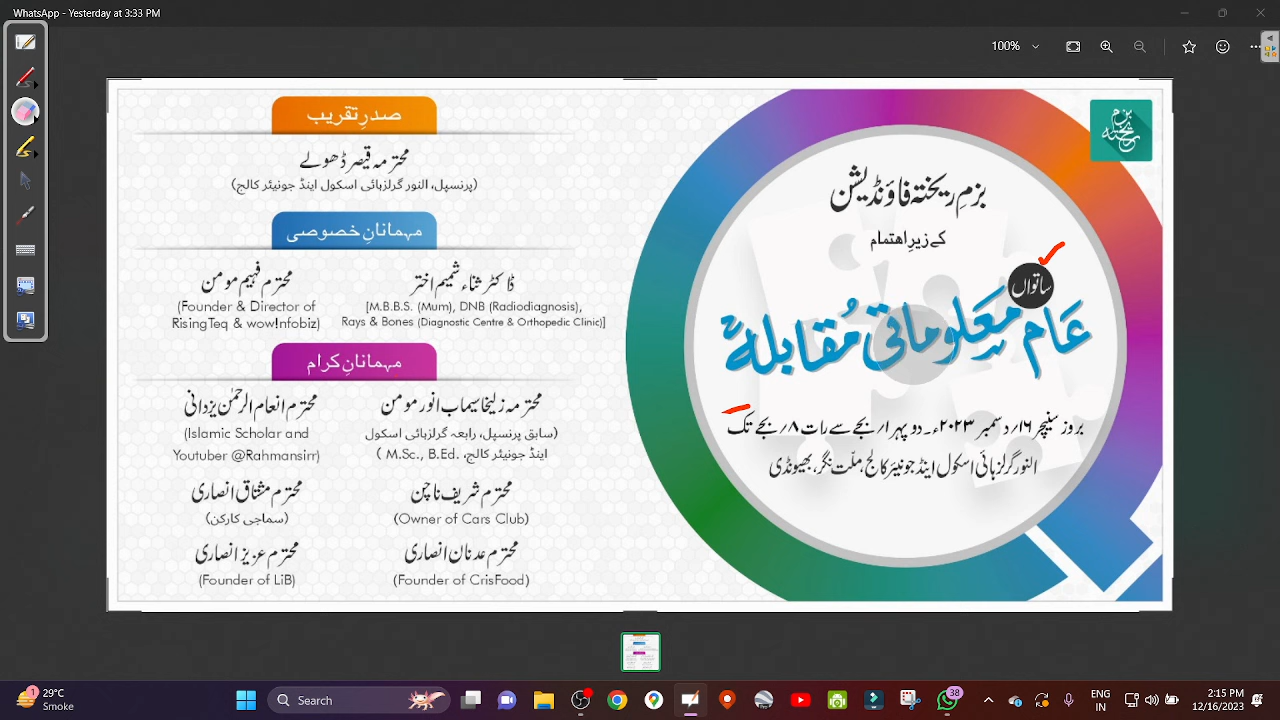 WhatsApp - Yesterday at 3:33 PM
100%
بزمِ ریختہ
بزمِ ریختہ فاؤنڈیشن
کے زیرِ اهتمام
ساتواں
عَام مَعَلوماتی مُقابلہ
بروز سنیچر ۱۶؍ دسمبر ۲۰۲۳ء۔ دوپہر ۱؍ بجے سے رات ۸؍ بجے تک
النور گرلز ہائی اسکول اینڈ جونیئر کالج، ملّت نگر، بھیونڈی
صدرِ تقریب
محترمہ قیصر ڈھولے
(پرنسپل، النور گرلز ہائی اسکول اینڈ جونیئر کالج)
مہمانانِ خصوصی
ڈاکٹر ثناء شمیم اختر
[M.B.B.S. (Mum), DNB (Radiodiagnosis),
Rays & Bones (Diagnostic Centre & Orthopedic Clinic)]
محترم فہیم مومن
(Founder & Director of
RisingTeq & wow!nfobiz)
مہمانانِ کرام
محترمہ زلیخا سیماب انور مومن
(سابق پرنسپل، رابعہ گرلز ہائی اسکول
اینڈ جونیئر کالج، M.Sc., B.Ed. )
محترم انعام الرحمٰن یزدانی
(Islamic Scholar and
Youtuber @Rahmansirr)
محترم شریف ناچن
(Owner of Cars Club)
محترم مشتاق انصاری
(سماجی کارکن)
محترم عدنان انصاری
(Founder of CrisFood)
محترم عزیز انصاری
(Founder of LiB)
29°C
Smoke
Search
38
ENG
IN
2:15 PM
12/16/2023